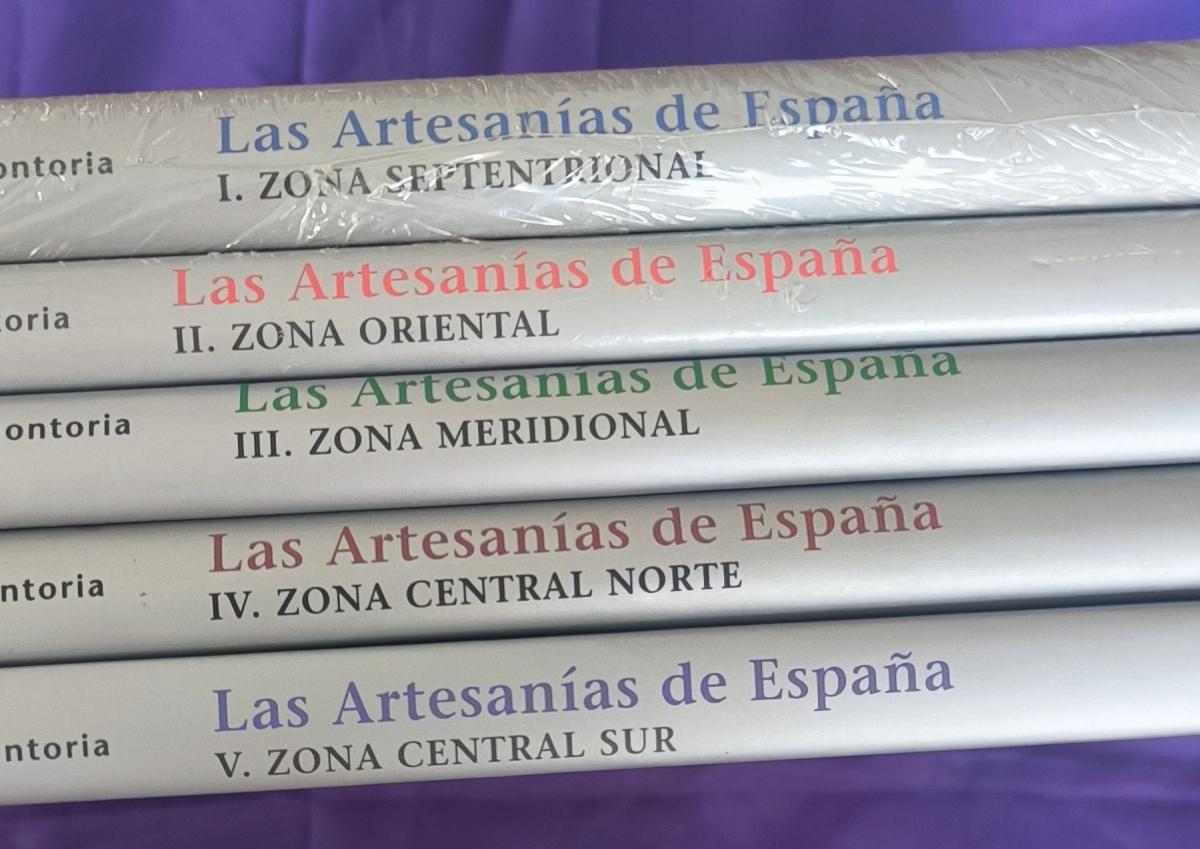 ontoria
Las Artesanías de España
I. ZONA SEPTENTRIONAL
oria
Las Artesanías de España
II. ZONA ORIENTAL
ontoria
Las Artesanías de España
III. ZONA MERIDIONAL
ntoria
Las Artesanías de España
IV. ZONA CENTRAL NORTE
ntoria
Las Artesanías de España
V. ZONA CENTRAL SUR